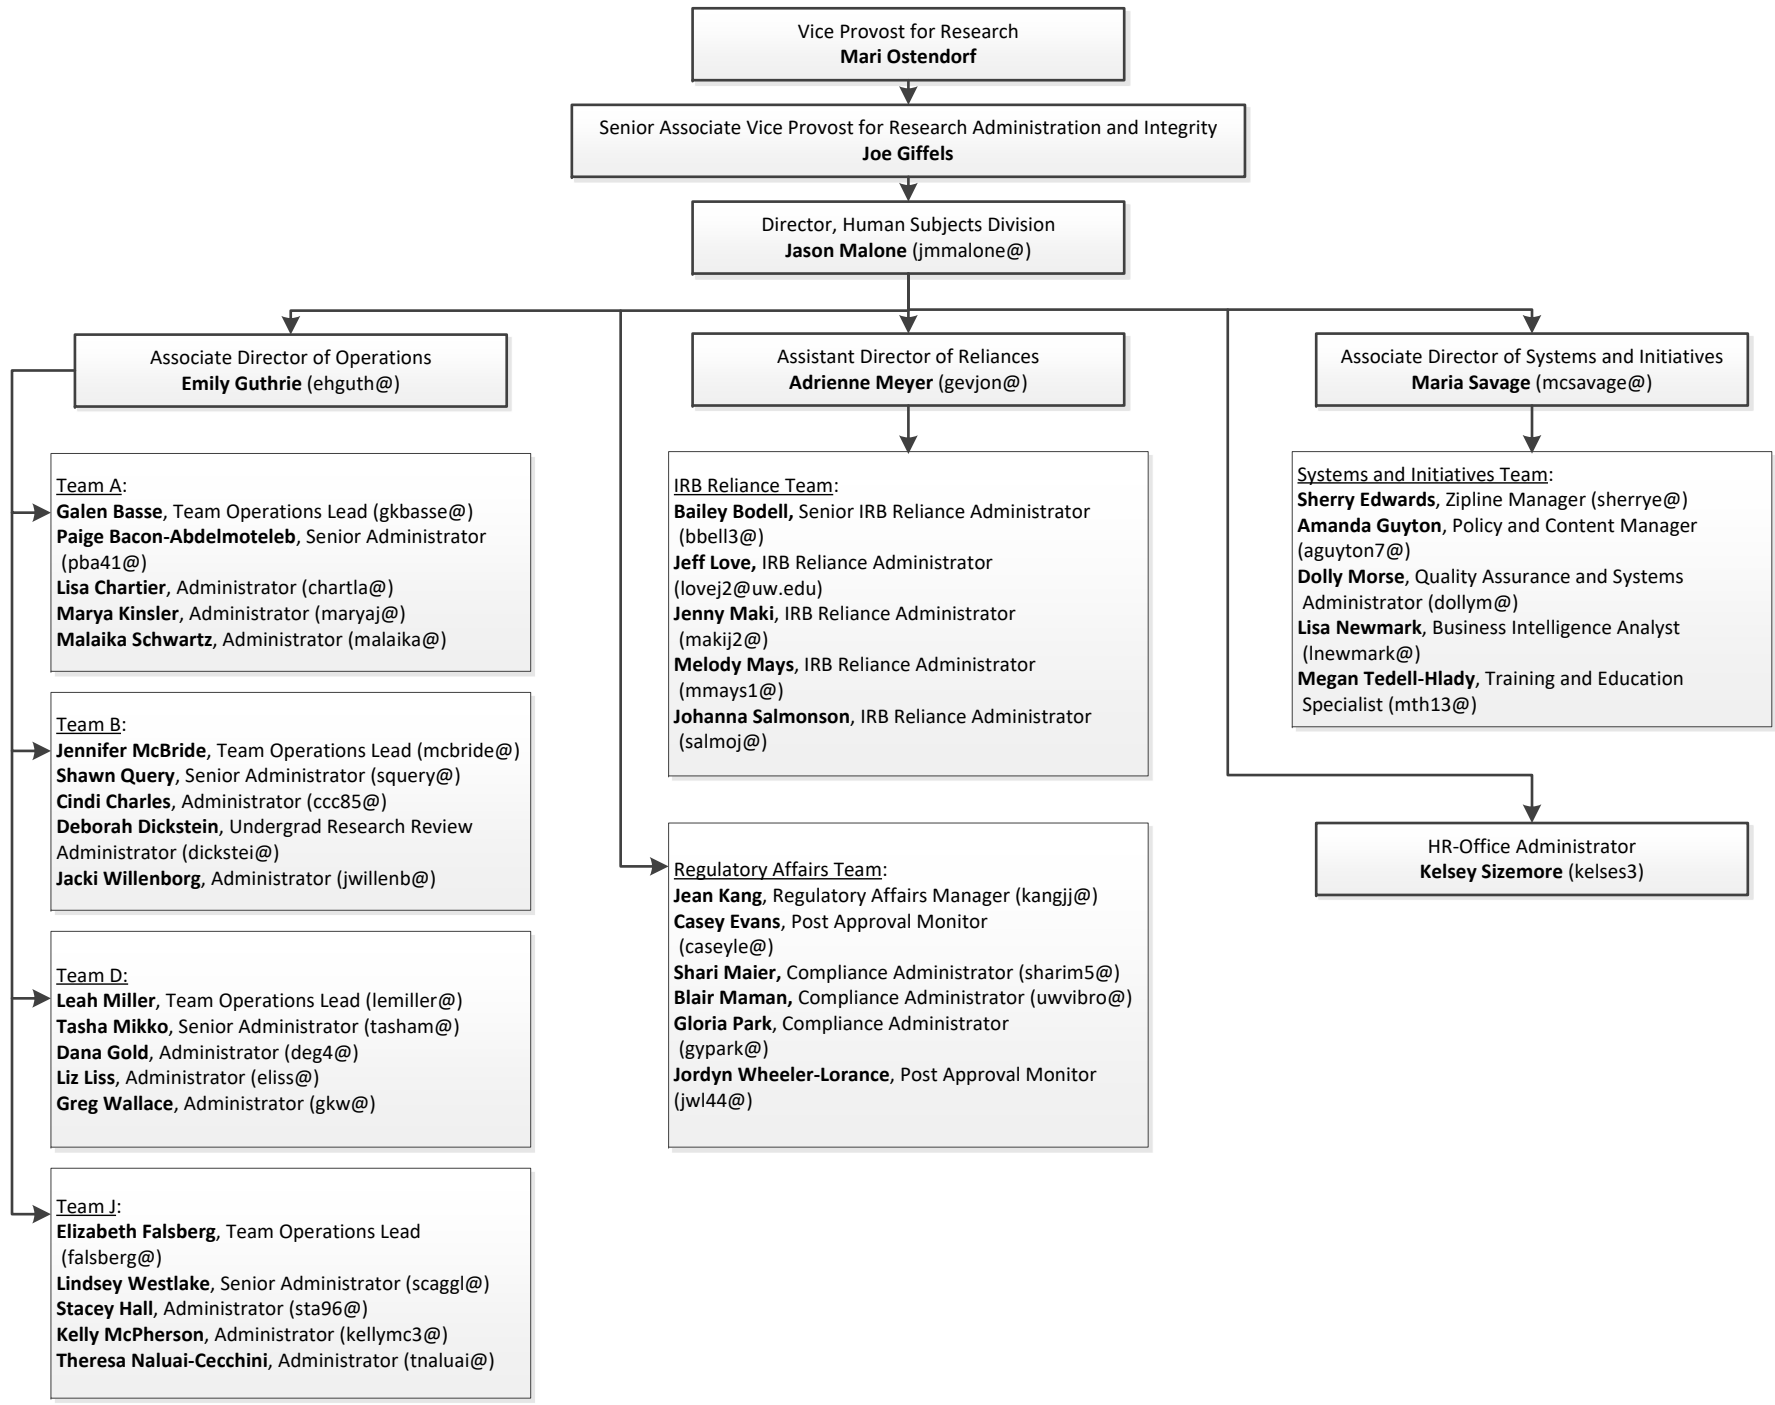 Vice Provost for Research
Mari Ostendorf
Senior Associate Vice Provost for Research Administration and Integrity
Joe Giffels
Director, Human Subjects Division
Jason Malone (jmmalone@)
Associate Director of Operations
Emily Guthrie (ehguth@)
Assistant Director of Reliances
Adrienne Meyer (gevjon@)
Associate Director of Systems and Initiatives
Maria Savage (mcsavage@)
Team A:
Galen Basse, Team Operations Lead (gkbasse@)
Paige Bacon-Abdelmoteleb, Senior Administrator
(pba41@)
Lisa Chartier, Administrator (chartla@)
Marya Kinsler, Administrator (maryaj@)
Malaika Schwartz, Administrator (malaika@)
Team B:
Jennifer McBride, Team Operations Lead (mcbride@)
Shawn Query, Senior Administrator (squery@)
Cindi Charles, Administrator (ccc85@)
Deborah Dickstein, Undergrad Research Review
Administrator (dickstei@)
Jacki Willenborg, Administrator (jwillenb@)
Team D:
Leah Miller, Team Operations Lead (lemiller@)
Tasha Mikko, Senior Administrator (tasham@)
Dana Gold, Administrator (deg4@)
Liz Liss, Administrator (eliss@)
Greg Wallace, Administrator (gkw@)
Team J:
Elizabeth Falsberg, Team Operations Lead
(falsberg@)
Lindsey Westlake, Senior Administrator (scaggl@)
Stacey Hall, Administrator (sta96@)
Kelly McPherson, Administrator (kellymc3@)
Theresa Naluai-Cecchini, Administrator (tnaluai@)
IRB Reliance Team:
Bailey Bodell, Senior IRB Reliance Administrator
(bbell3@)
Jeff Love, IRB Reliance Administrator
(lovej2@uw.edu)
Jenny Maki, IRB Reliance Administrator
(makij2@)
Melody Mays, IRB Reliance Administrator
(mmays1@)
Johanna Salmonson, IRB Reliance Administrator
(salmoj@)
Regulatory Affairs Team:
Jean Kang, Regulatory Affairs Manager (kangjj@)
Casey Evans, Post Approval Monitor
(caseyle@)
Shari Maier, Compliance Administrator (sharim5@)
Blair Maman, Compliance Administrator (uwvibro@)
Gloria Park, Compliance Administrator
(gypark@)
Jordyn Wheeler-Lorance, Post Approval Monitor
(jwl44@)
Systems and Initiatives Team:
Sherry Edwards, Zipline Manager (sherrye@)
Amanda Guyton, Policy and Content Manager
(aguyton7@)
Dolly Morse, Quality Assurance and Systems
Administrator (dollym@)
Lisa Newmark, Business Intelligence Analyst
(lnewmark@)
Megan Tedell-Hlady, Training and Education
Specialist (mth13@)
HR-Office Administrator
Kelsey Sizemore (kelses3)